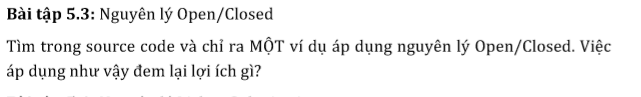 Bài tập 5.3: Nguyên lý Open/Closed
Tìm trong source code và chỉ ra MỘT ví dụ áp dụng nguyên lý Open/Closed. Việc
áp dụng như vậy đem lại lợi ích gì?